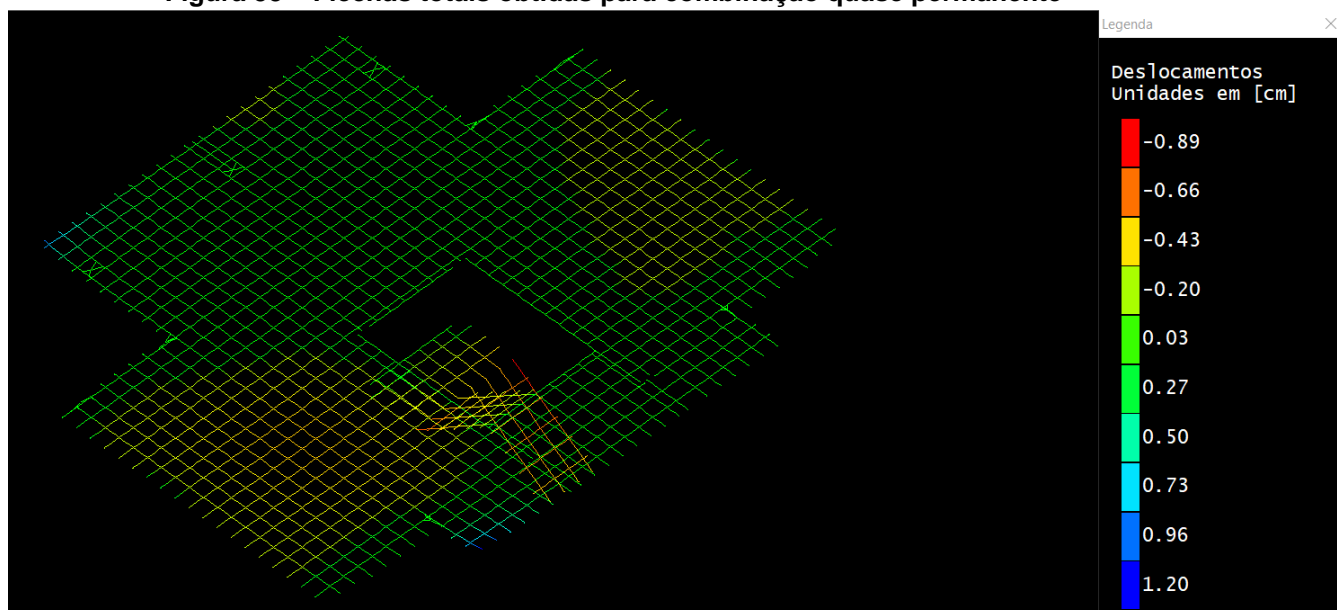 Figura – Flechas totais obtidas para combinação quase permanente
Legenda
Deslocamentos
Unidades em [cm]
-0.89
-0.66
-0.43
-0.20
0.03
0.27
0.50
0.73
0.96
1.20